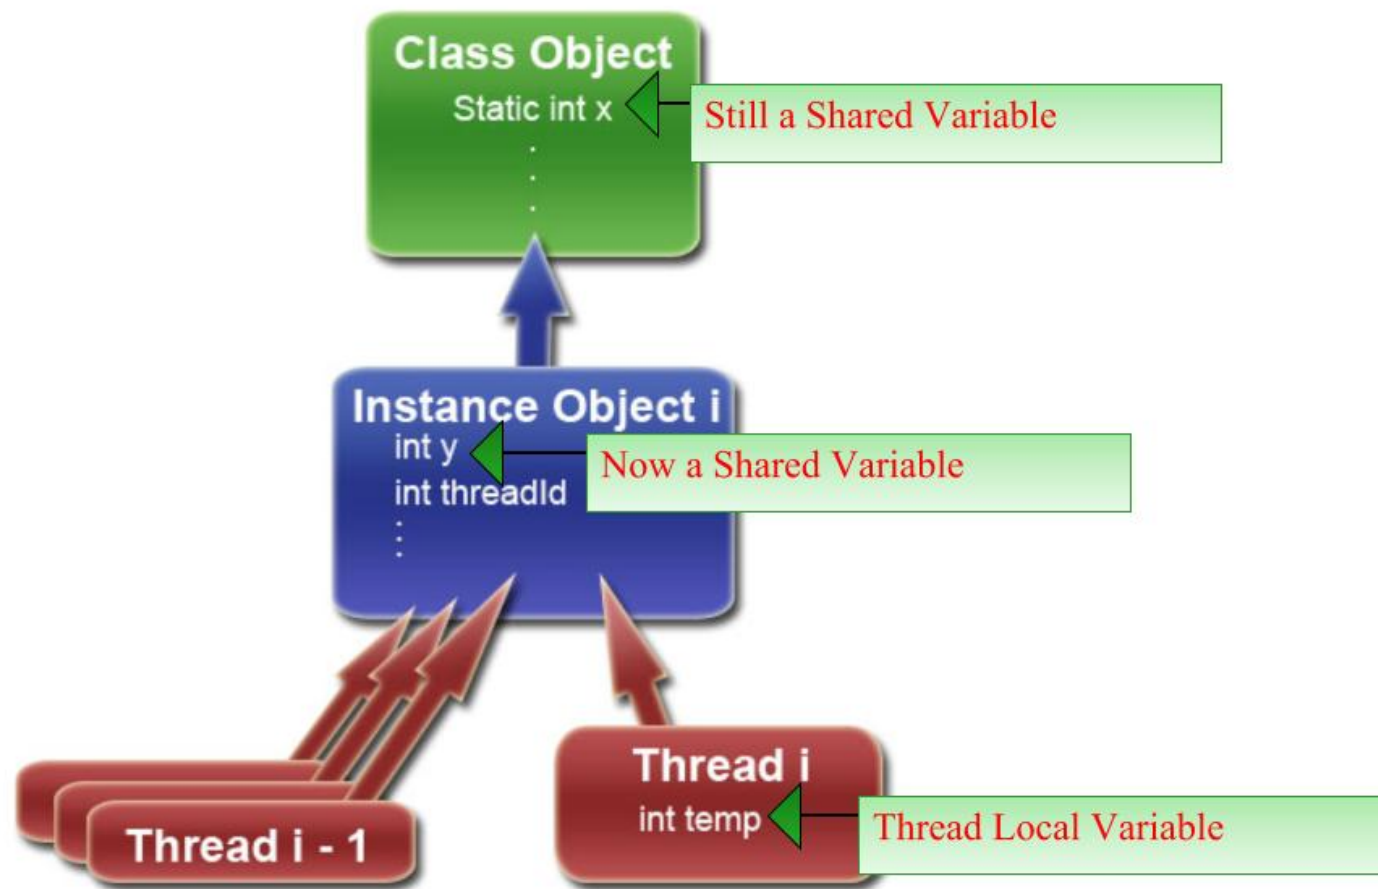 Class Object
Static int x
Still a Shared Variable
.
.
.
Instance Object i
int y
Now a Shared Variable
int threadId
.
.
.
Thread i
int temp
Thread Local Variable
Thread i - 1